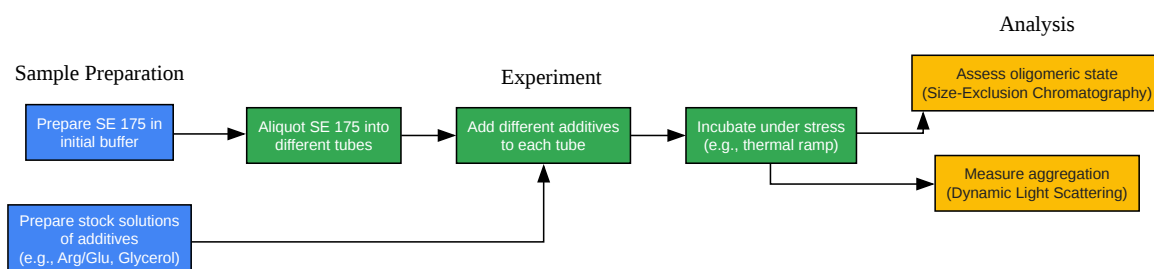 Analysis
Sample Preparation
Experiment
Prepare SE 175 in
initial buffer
Aliquot SE 175 into
different tubes
Add different additives
to each tube
Incubate under stress
(e.g., thermal ramp)
Assess oligomeric state
(Size-Exclusion Chromatography)
Measure aggregation
(Dynamic Light Scattering)
Prepare stock solutions
of additives
(e.g., Arg/Glu, Glycerol)